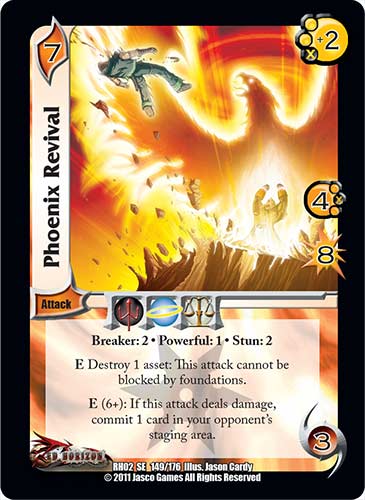 7
+2
Phoenix Revival
4
8
Attack
Breaker: 2 • Powerful: 1 • Stun: 2
E Destroy 1 asset: This attack cannot be
blocked by foundations.
E (6+): If this attack deals damage,
commit 1 card in your opponent's
staging area.
3
RED HORIZON
RH02 SE 149/176 Illus. Jason Cardy
© 2011 Jasco Games All Rights Reserved